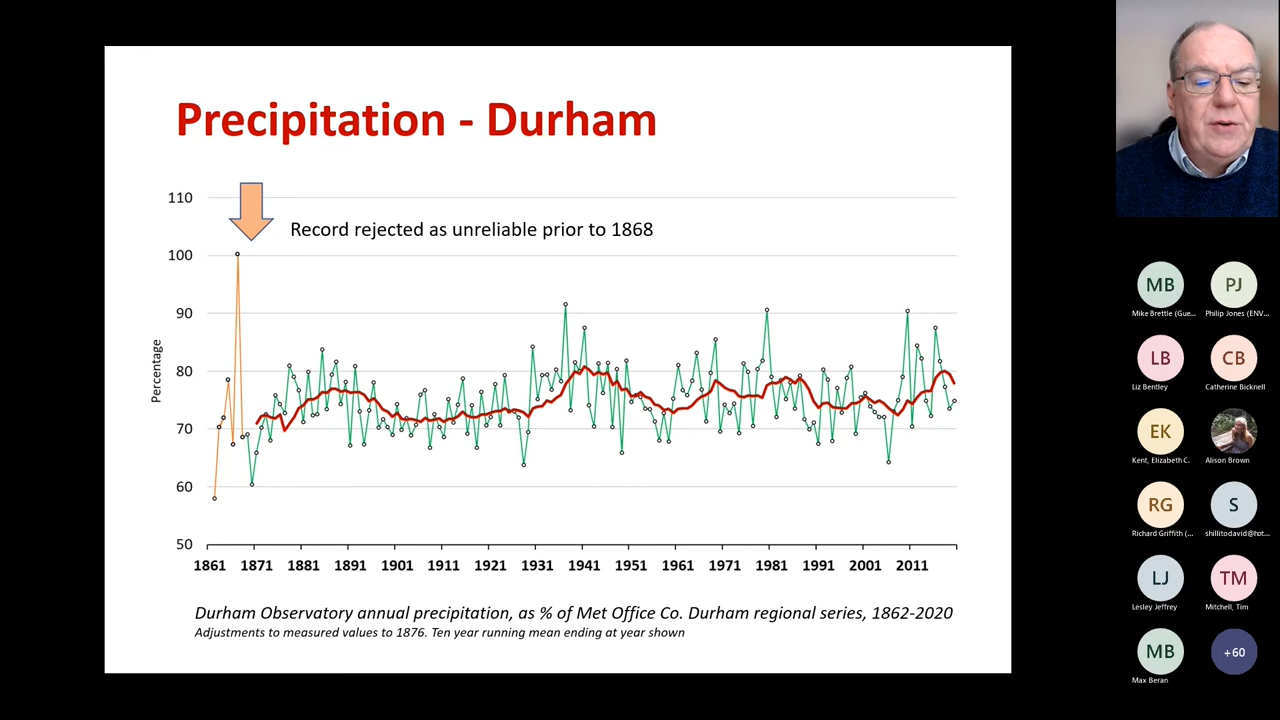 Precipitation - Durham
110
Record rejected as unreliable prior to 1868
100
90
80
70
60
50
Percentage
1861 1871 1881 1891 1901 1911 1921 1931 1941 1951 1961 1971 1981 1991 2001 2011
Durham Observatory annual precipitation, as % of Met Office Co. Durham regional series, 1862-2020
Adjustments to measured values to 1876. Ten year running mean ending at year shown
MB PJ
Mike Brettle (Gue... Philip Jones (ENV...
LB CB
Liz Bentley Catherine Bicknell
EK
Kent, Elizabeth C. Alison Brown
RG S
Richard Griffith (... shillitodavid@hot...
LJ TM
Lesley Jeffrey Mitchell, Tim
MB +60
Max Beran